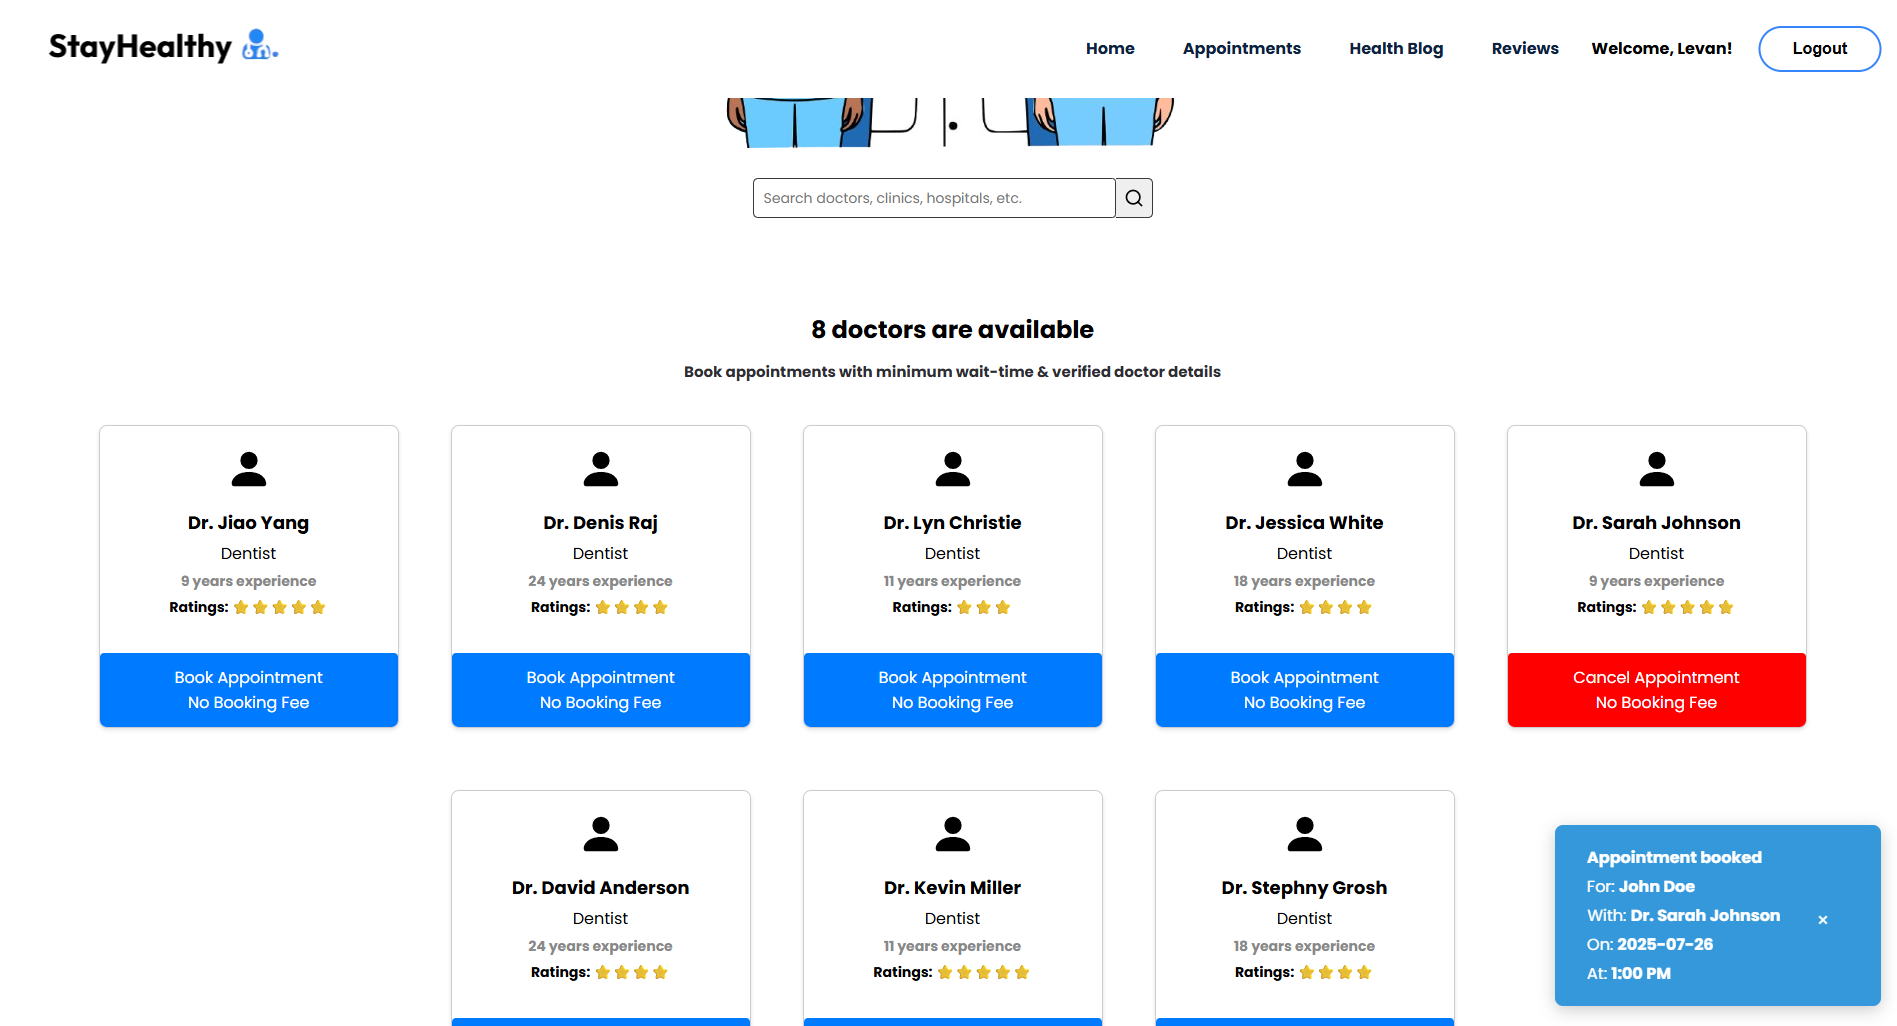 StayHealthy
Home Appointments Health Blog Reviews Welcome, Levan! Logout
Search doctors, clinics, hospitals, etc.
8 doctors are available
Book appointments with minimum wait-time & verified doctor details
Dr. Jiao Yang
Dentist
9 years experience
Ratings:
Book Appointment
No Booking Fee
Dr. Denis Raj
Dentist
24 years experience
Ratings:
Book Appointment
No Booking Fee
Dr. Lyn Christie
Dentist
11 years experience
Ratings:
Book Appointment
No Booking Fee
Dr. Jessica White
Dentist
18 years experience
Ratings:
Book Appointment
No Booking Fee
Dr. Sarah Johnson
Dentist
9 years experience
Ratings:
Cancel Appointment
No Booking Fee
Dr. David Anderson
Dentist
24 years experience
Ratings:
Dr. Kevin Miller
Dentist
11 years experience
Ratings:
Dr. Stephny Grosh
Dentist
18 years experience
Ratings:
Appointment booked
For: John Doe
With: Dr. Sarah Johnson
On: 2025-07-26
At: 1:00 PM